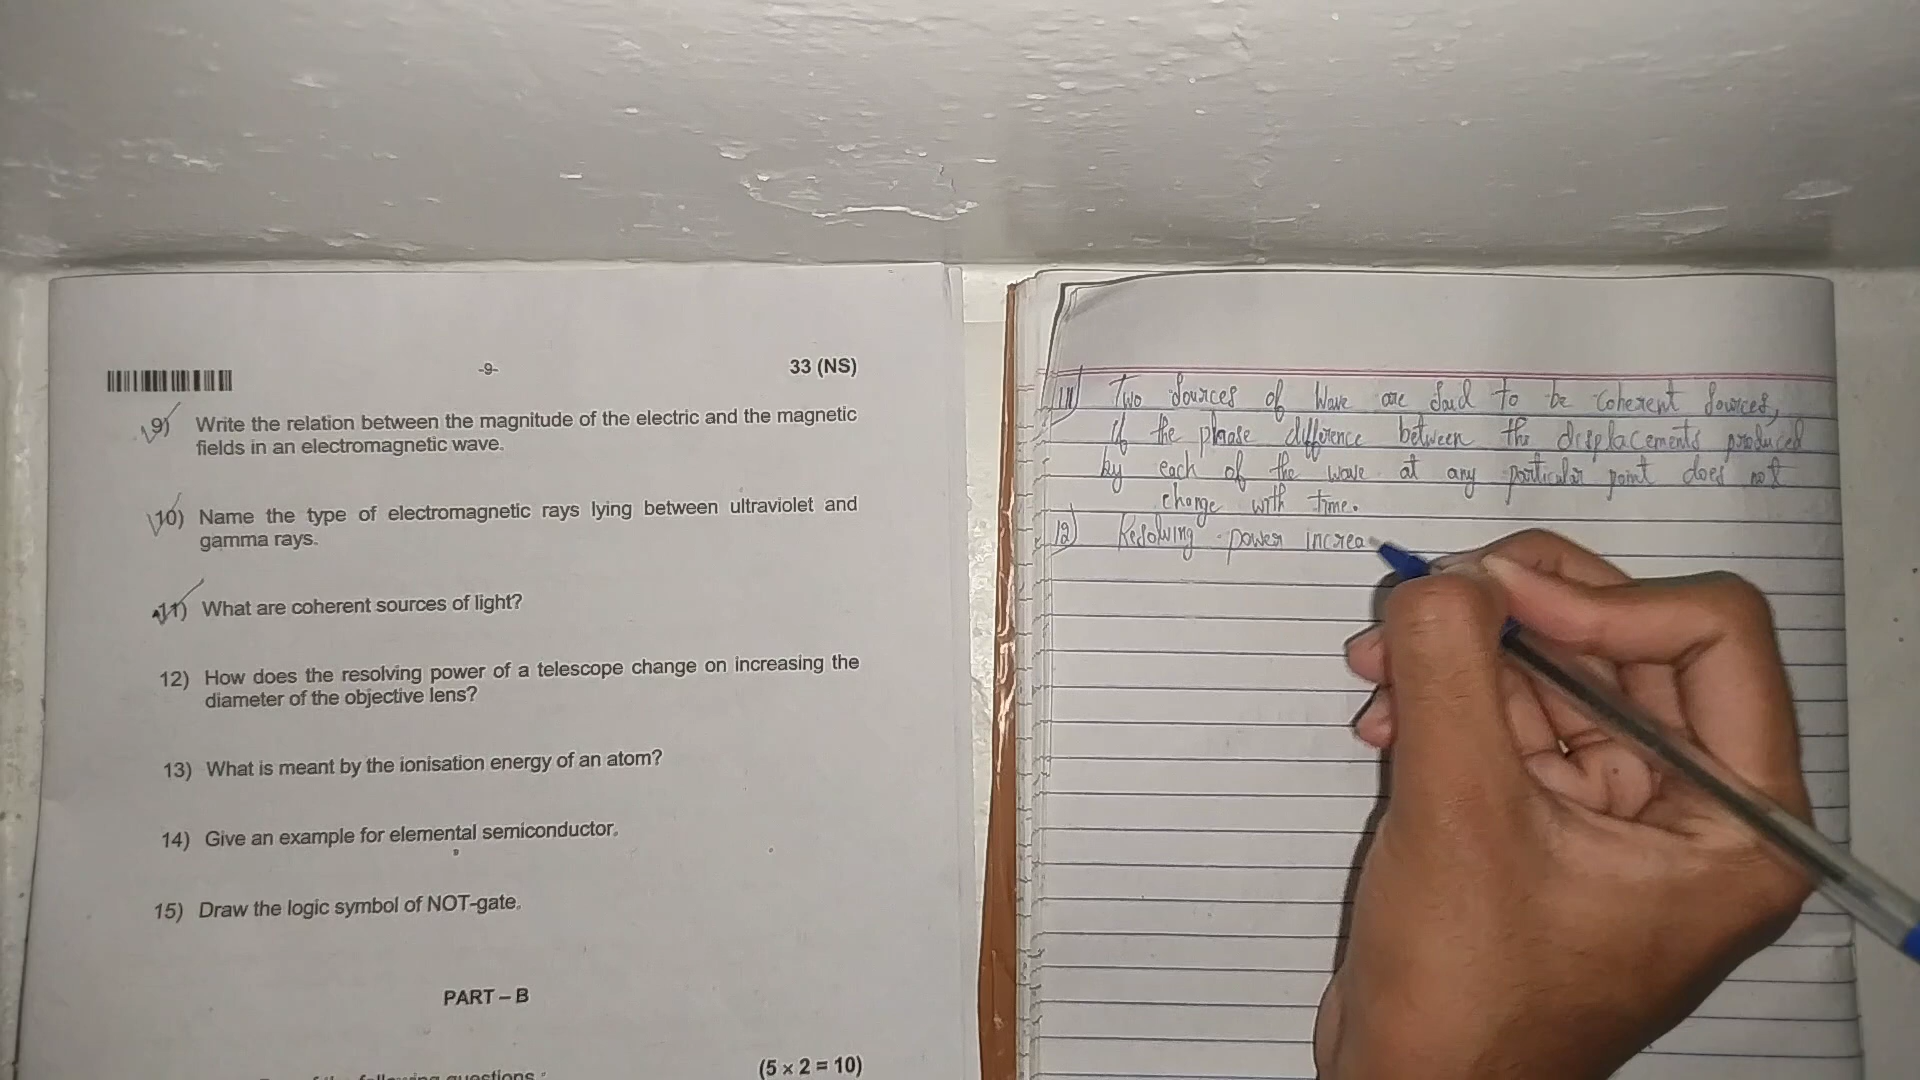 -9-
33 (NS)
9) Write the relation between the magnitude of the electric and the magnetic
fields in an electromagnetic wave.
10) Name the type of electromagnetic rays lying between ultraviolet and
gamma rays.
11) What are coherent sources of light?
12) How does the resolving power of a telescope change on increasing the
diameter of the objective lens?
13) What is meant by the ionisation energy of an atom?
14) Give an example for elemental semiconductor.
15) Draw the logic symbol of NOT-gate.
PART – B
(5 × 2 = 10)
questions :
11) Two Sources of Wave are Said to be Coherent Sources,
if the phase difference between the displacements produced
by each of the wave at any particular point does not
change with time.
12) Resolving power increa